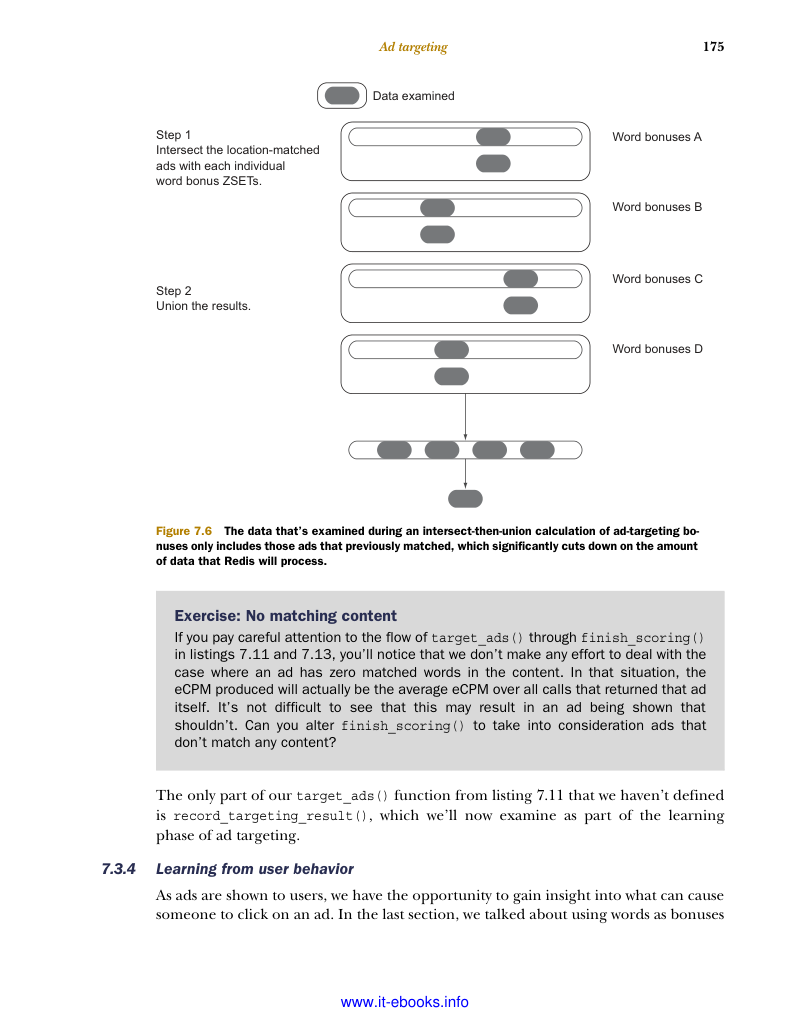 Ad targeting
175
Data examined
Step 1
Intersect the location-matched
ads with each individual
word bonus ZSETs.
Word bonuses A
Word bonuses B
Step 2
Union the results.
Word bonuses C
Word bonuses D
Figure 7.6 The data that's examined during an intersect-then-union calculation of ad-targeting bo-
nuses only includes those ads that previously matched, which significantly cuts down on the amount
of data that Redis will process.
Exercise: No matching content
If you pay careful attention to the flow of target_ads() through finish_scoring()
in listings 7.11 and 7.13, you'll notice that we don't make any effort to deal with the
case where an ad has zero matched words in the content. In that situation, the
eCPM produced will actually be the average eCPM over all calls that returned that ad
itself. It's not difficult to see that this may result in an ad being shown that
shouldn't. Can you alter finish_scoring() to take into consideration ads that
don't match any content?
The only part of our target_ads() function from listing 7.11 that we haven't defined
is record_targeting_result(), which we'll now examine as part of the learning
phase of ad targeting.
7.3.4 Learning from user behavior
As ads are shown to users, we have the opportunity to gain insight into what can cause
someone to click on an ad. In the last section, we talked about using words as bonuses
www.it-ebooks.info